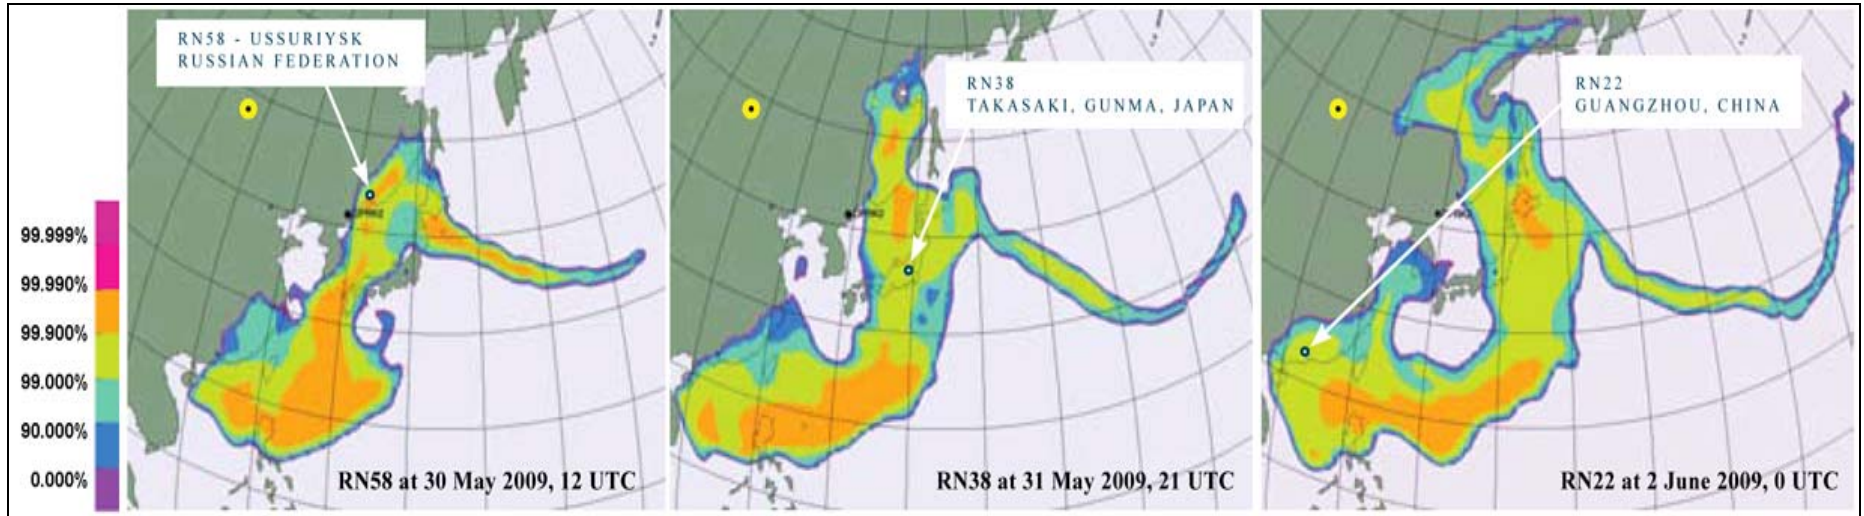 99.999%
99.990%
99.900%
99.000%
90.000%
0.000%
RN58 - USSURIYSK
RUSSIAN FEDERATION
RN58 at 30 May 2009, 12 UTC
RN38
TAKASAKI, GUNMA, JAPAN
RN38 at 31 May 2009, 21 UTC
RN22
GUANGZHOU, CHINA
RN22 at 2 June 2009, 0 UTC